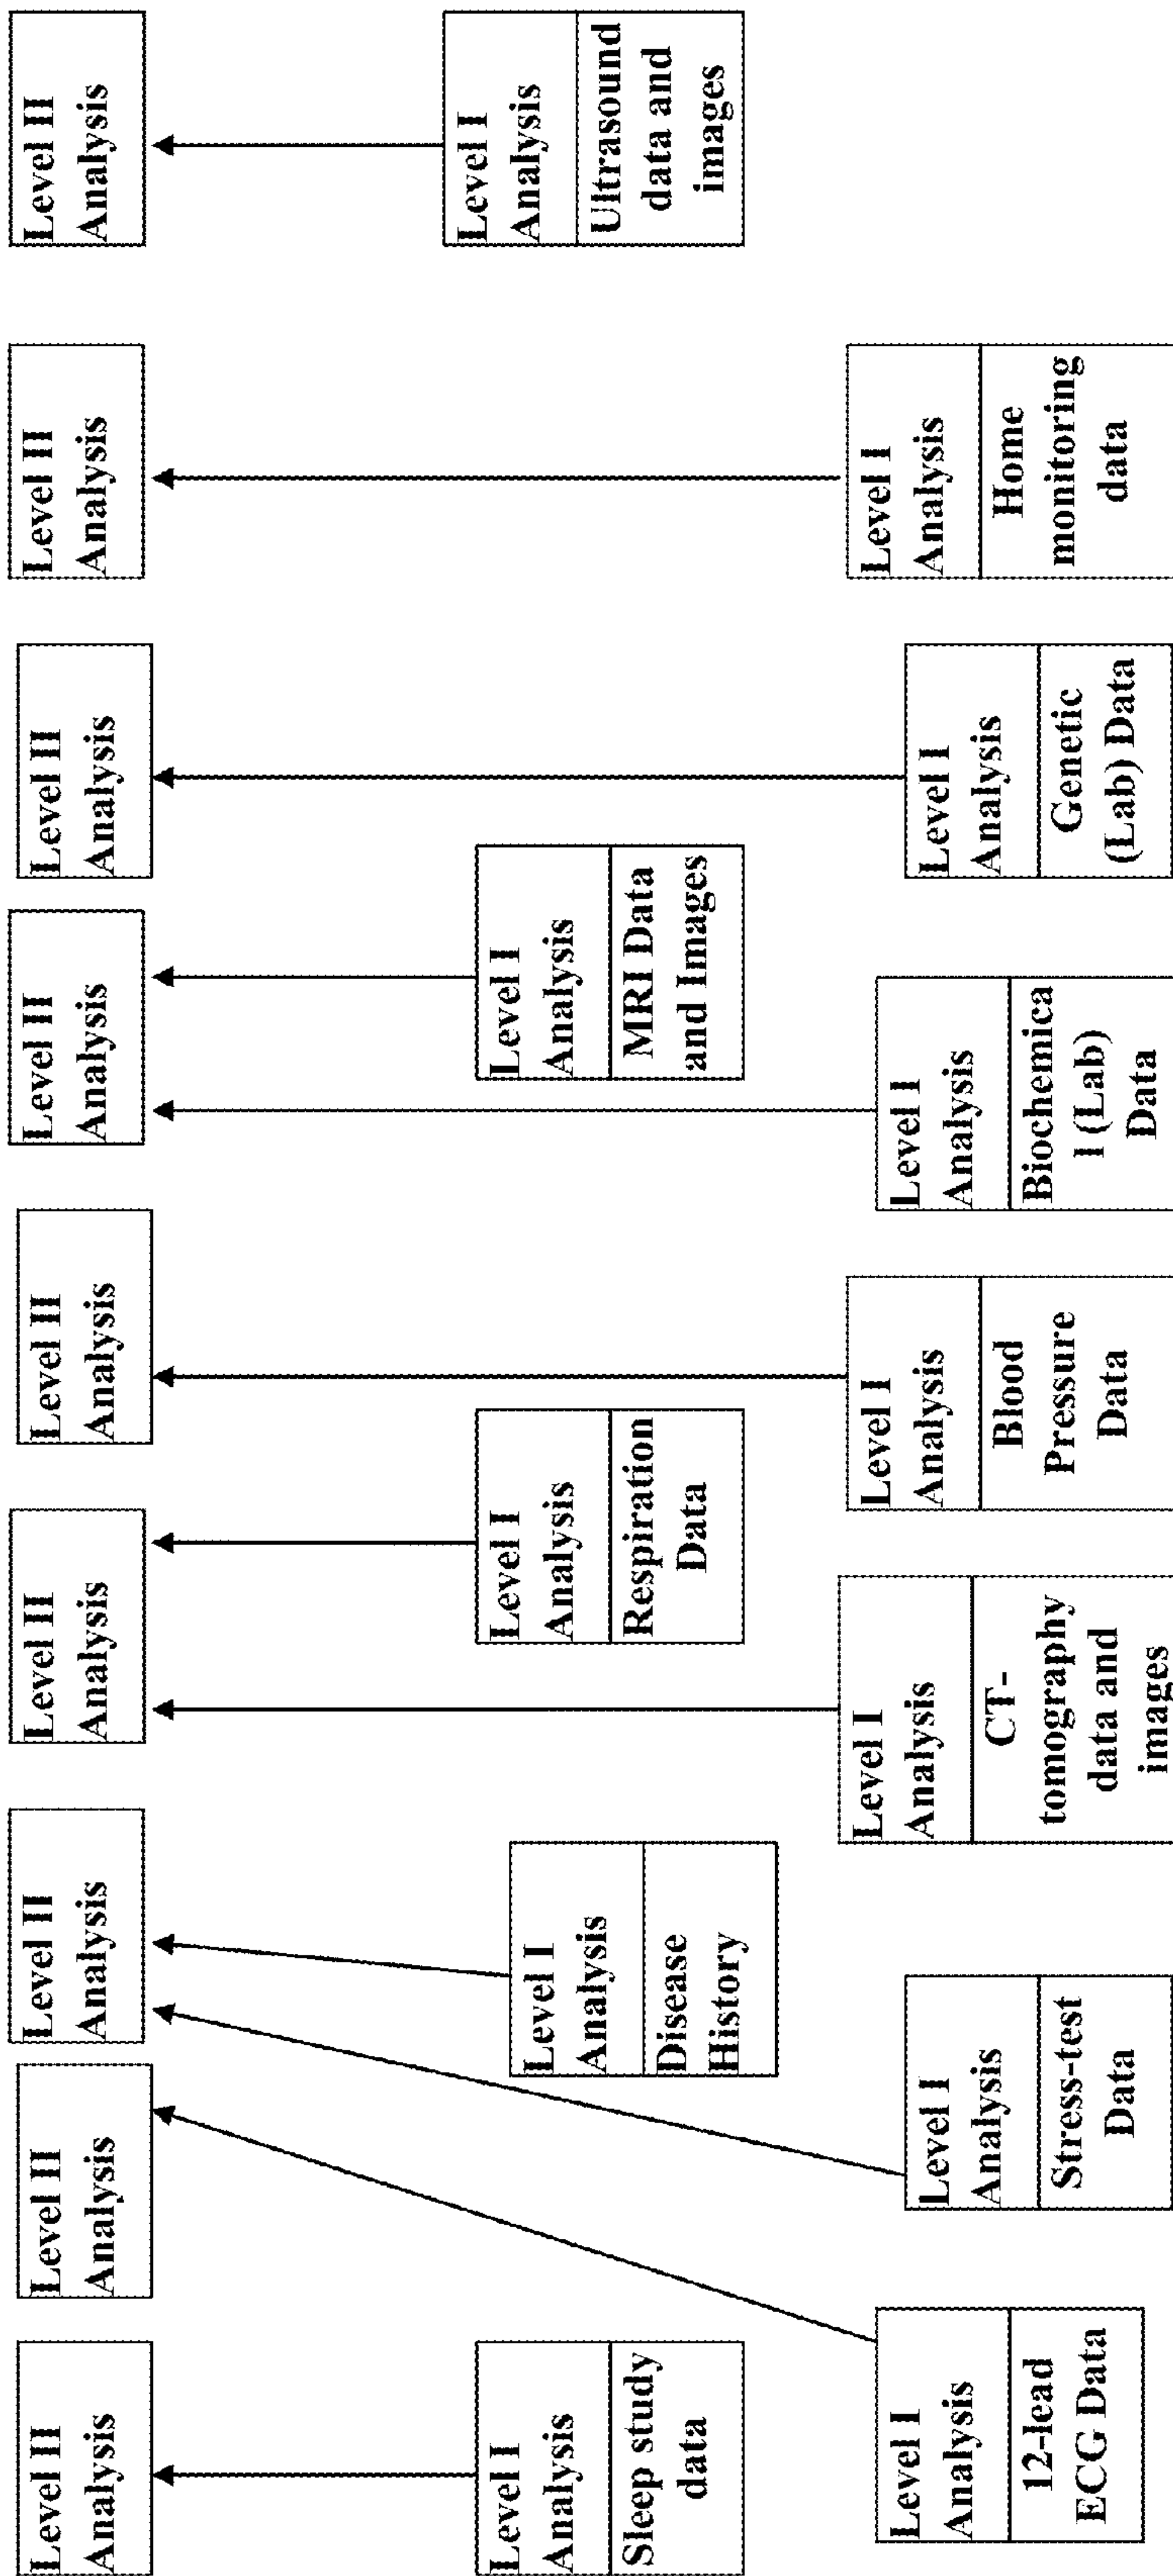 Level II
Analysis
Level II
Analysis
Level II
Analysis
Level II
Analysis
Level II
Analysis
Level II
Analysis
Level II
Analysis
Level II
Analysis
Level II
Analysis
Level I
Analysis
Sleep study
data
Level I
Analysis
Disease
History
Level I
Analysis
Respiration
Data
Level I
Analysis
MRI Data
and Images
Level I
Analysis
Ultrasound
data and
images
Level I
Analysis
12-lead
ECG Data
Level I
Analysis
Stress-test
Data
Level I
Analysis
CT-
tomography
data and
images
Level I
Analysis
Blood
Pressure
Data
Level I
Analysis
Biochemica
l (Lab)
Data
Level I
Analysis
Genetic
(Lab) Data
Level I
Analysis
Home
monitoring
data